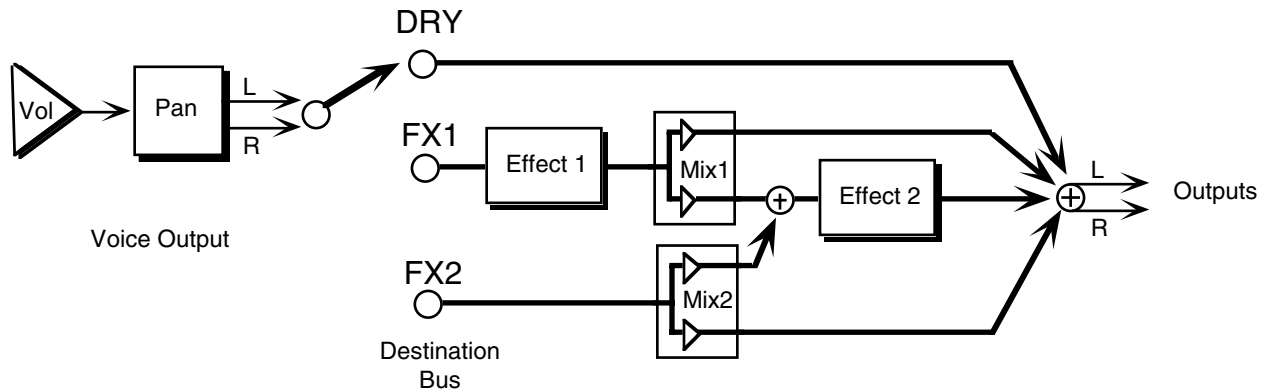 DRY
Vol
Pan
L
R
FX1
Effect 1
Mix1
Effect 2
L
R
Outputs
Voice Output
FX2
Mix2
Destination
Bus